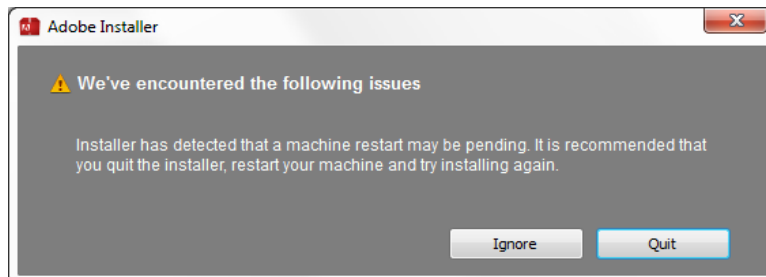 Adobe Installer
We've encountered the following issues
Installer has detected that a machine restart may be pending. It is recommended that
you quit the installer, restart your machine and try installing again.
Ignore
Quit